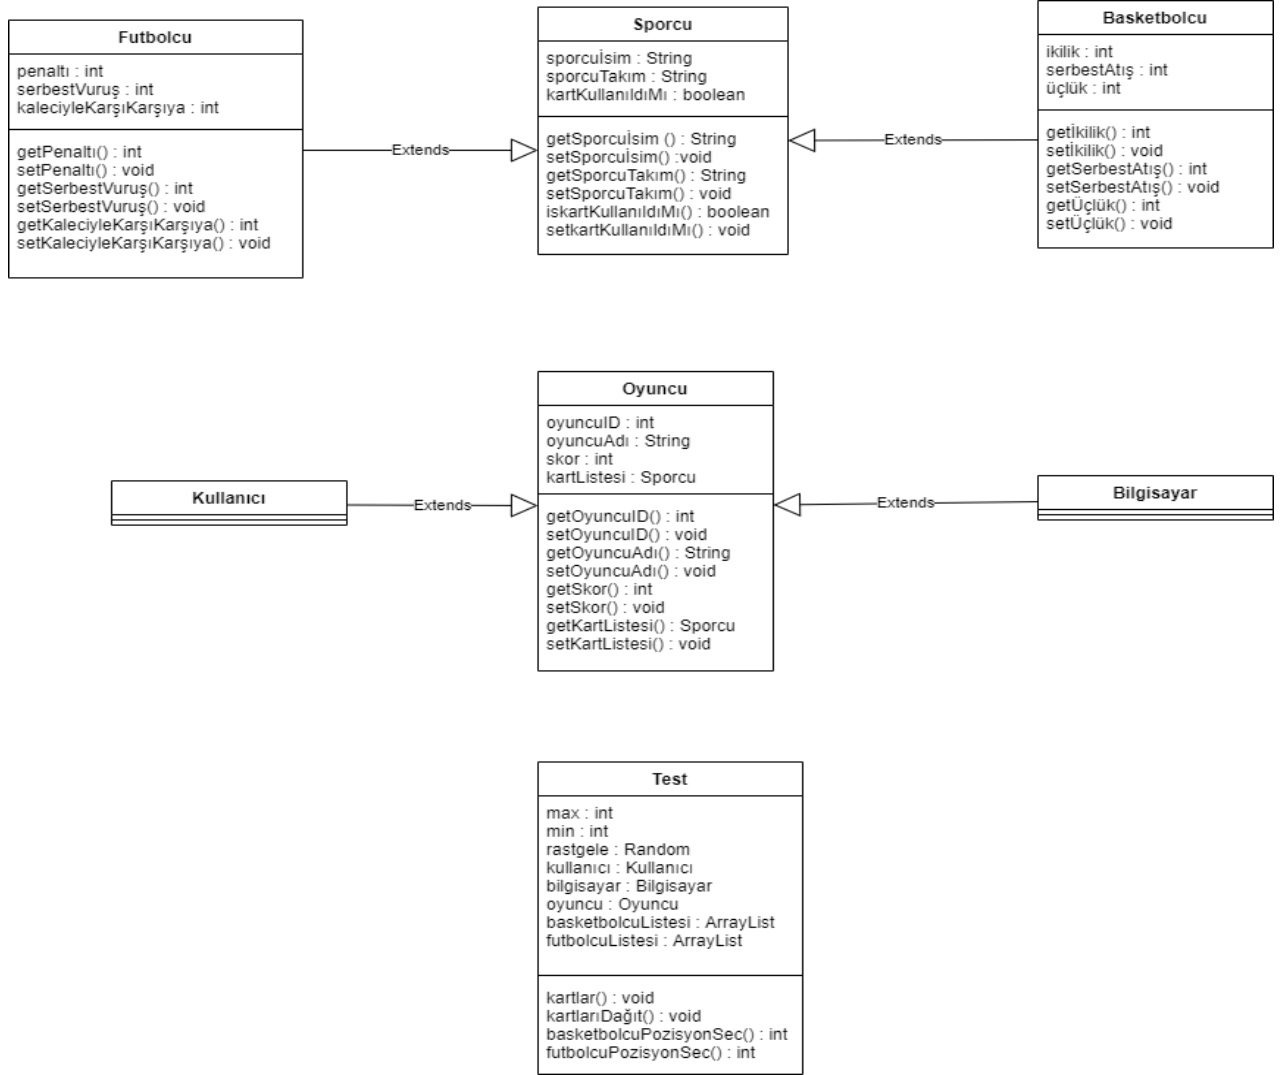 Futbolcu
penaltı : int
serbestVuruş : int
kaleciyleKarşıKarşıya : int
getPenaltı() : int
setPenaltı() : void
getSerbestVuruş() : int
setSerbestVuruş() : void
getKaleciyleKarşıKarşıya() : int
setKaleciyleKarşıKarşıya() : void
Extends
Sporcu
sporcuİsim : String
sporcuTakım : String
kartKullanıldıMı : boolean
getSporcuİsim () : String
setSporcuİsim() :void
getSporcuTakım() : String
setSporcuTakım() : void
iskartKullanıldıMı() : boolean
setkartKullanıldıMı() : void
Extends
Basketbolcu
ikilik : int
serbestAtış : int
üçlük : int
getİkilik() : int
setİkilik() : void
getSerbestAtış() : int
setSerbestAtış() : void
getÜçlük() : int
setÜçlük() : void
Kullanıcı
Extends
Oyuncu
oyuncuID : int
oyuncuAdı : String
skor : int
kartListesi : Sporcu
getOyuncuID() : int
setOyuncuID() : void
getOyuncuAdı() : String
setOyuncuAdı() : void
getSkor() : int
setSkor() : void
getKartListesi() : Sporcu
setKartListesi() : void
Extends
Bilgisayar
Test
max : int
min : int
rastgele : Random
kullanıcı : Kullanıcı
bilgisayar : Bilgisayar
oyuncu : Oyuncu
basketbolcuListesi : ArrayList
futbolcuListesi : ArrayList
kartlar() : void
kartlarıDağıt() : void
basketbolcuPozisyonSec() : int
futbolcuPozisyonSec() : int